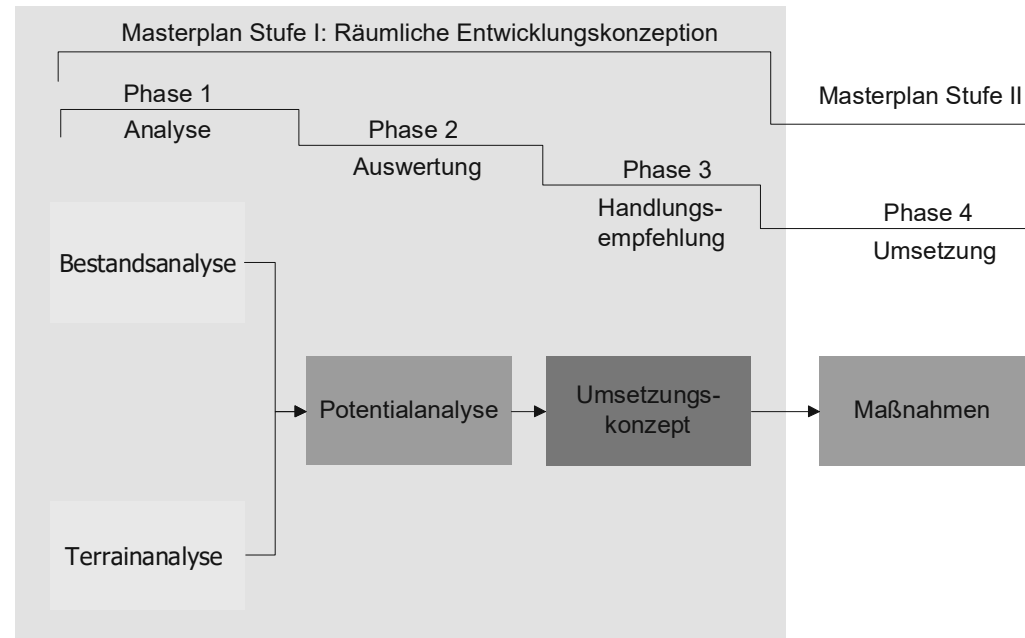 Masterplan Stufe I: Räumliche Entwicklungskonzeption
Masterplan Stufe II
Phase 1
Analyse
Phase 2
Auswertung
Phase 3
Handlungs-
empfehlung
Phase 4
Umsetzung
Bestandsanalyse
Terrainanalyse
Potentialanalyse
Umsetzungs-
konzept
Maßnahmen